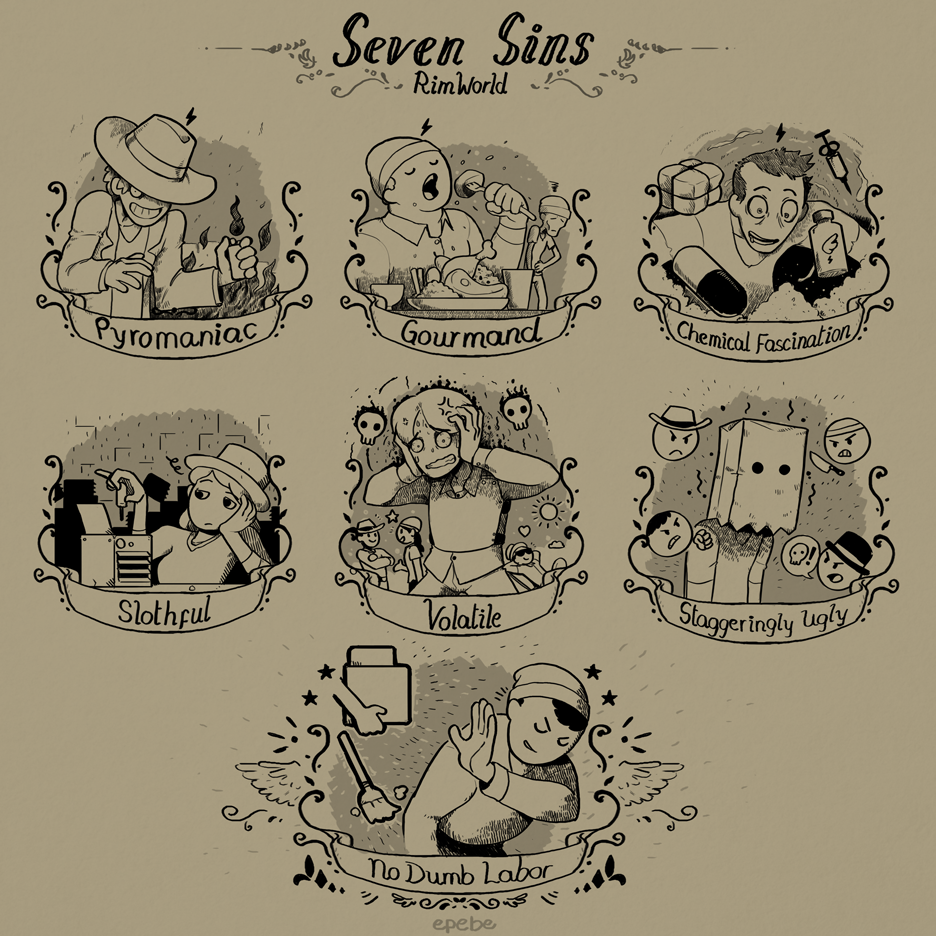 Seven Sins
RimWorld
Pyromaniac
Gourmand
Chemical Fascination
Slothful
Volatile
Staggeringly Ugly
No Dumb Labor
epebe